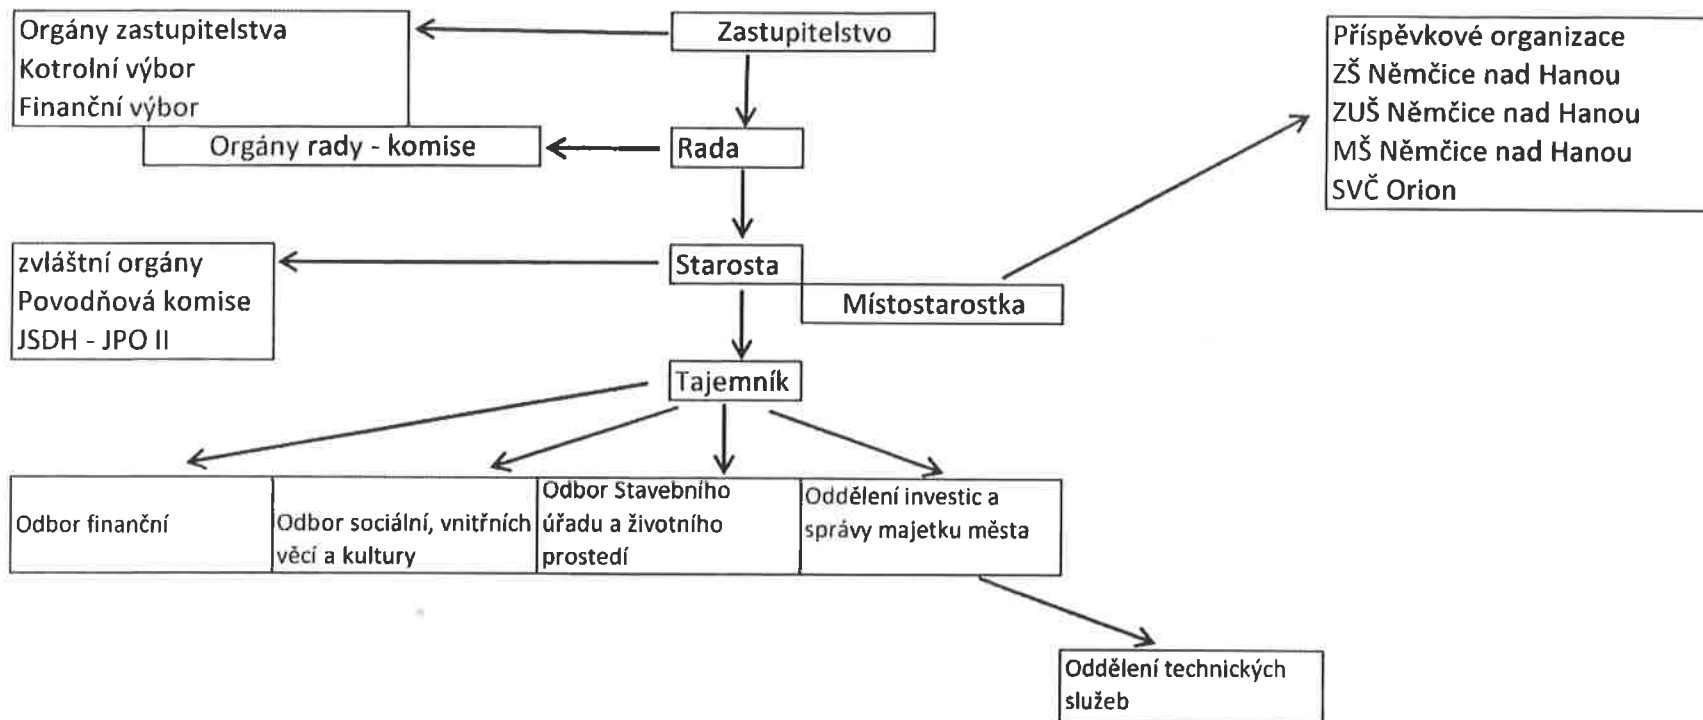 Zastupitelstvo
Orgány zastupitelstva
Kotrolní výbor
Finanční výbor
Orgány rady - komise
Rada
Příspěvkové organizace
ZŠ Němčice nad Hanou
ZUŠ Němčice nad Hanou
MŠ Němčice nad Hanou
SVČ Orion
zvláštní orgány
Povodňová komise
JSDH - JPO II
Starosta
Místostarostka
Tajemník
Odbor finanční
Odbor sociální, vnitřních
věcí a kultury
Odbor Stavebního
úřadu a životního
prostedí
Oddělení investic a
správy majetku města
Oddělení technických
služeb